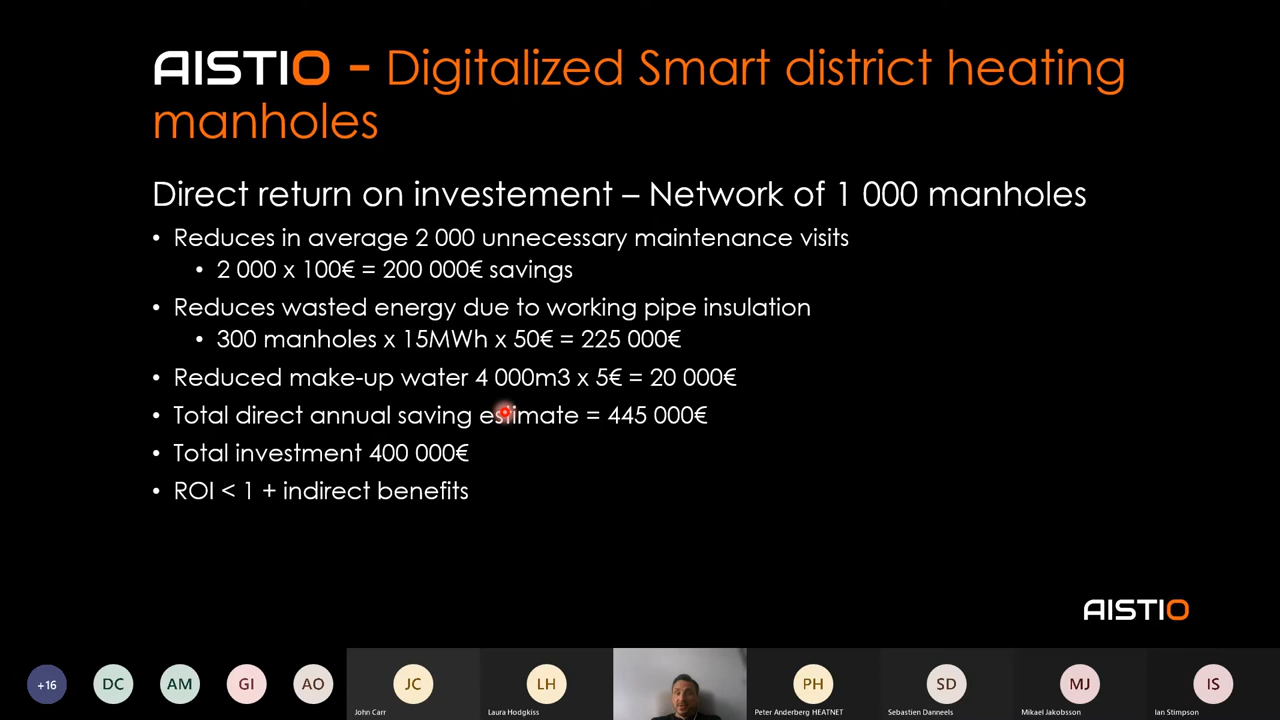 AISTIO - Digitalized Smart district heating
manholes
Direct return on investement – Network of 1 000 manholes
• Reduces in average 2 000 unnecessary maintenance visits
• 2 000 x 100€ = 200 000€ savings
• Reduces wasted energy due to working pipe insulation
• 300 manholes x 15MWh x 50€ = 225 000€
• Reduced make-up water 4 000m3 x 5€ = 20 000€
• Total direct annual saving estimate = 445 000€
• Total investment 400 000€
• ROI < 1 + indirect benefits
AISTIO
+16 DC AM GI AO JC LH PH SD MJ IS
John Carr Laura Hodgkiss Peter Anderberg HEATNET Sebastien Danneels Mikael Jakobsson Ian Stimpson